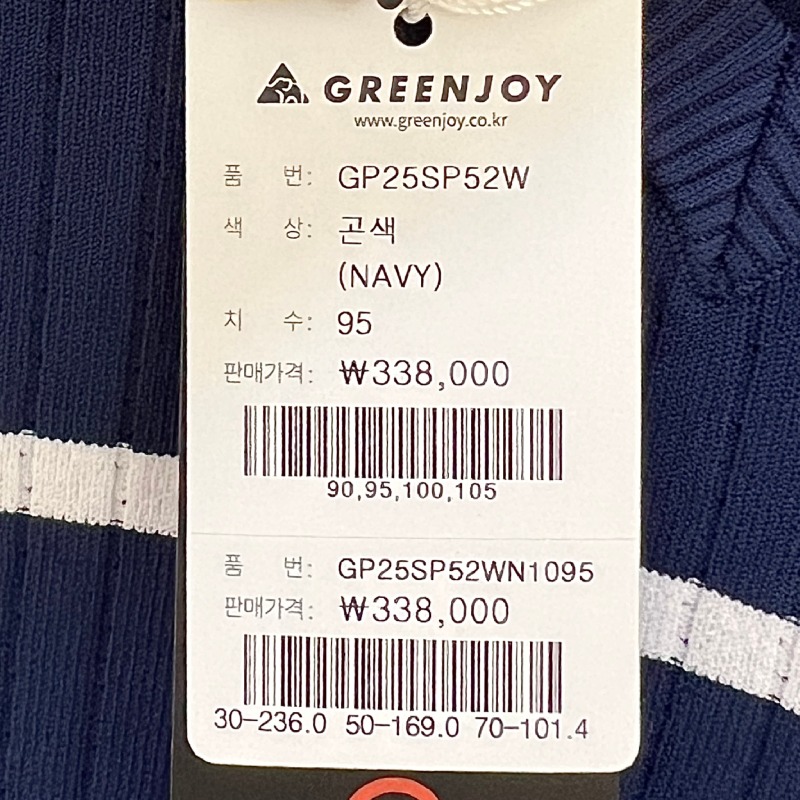 GREENJOY
www.greenjoy.co.kr
품 번: GP25SP52W
색 상: 곤색
(NAVY)
치 수: 95
판매가격: ₩338,000
90,95,100,105
품 번: GP25SP52WN1095
판매가격: ₩338,000
30-236.0 50-169.0 70-101.4